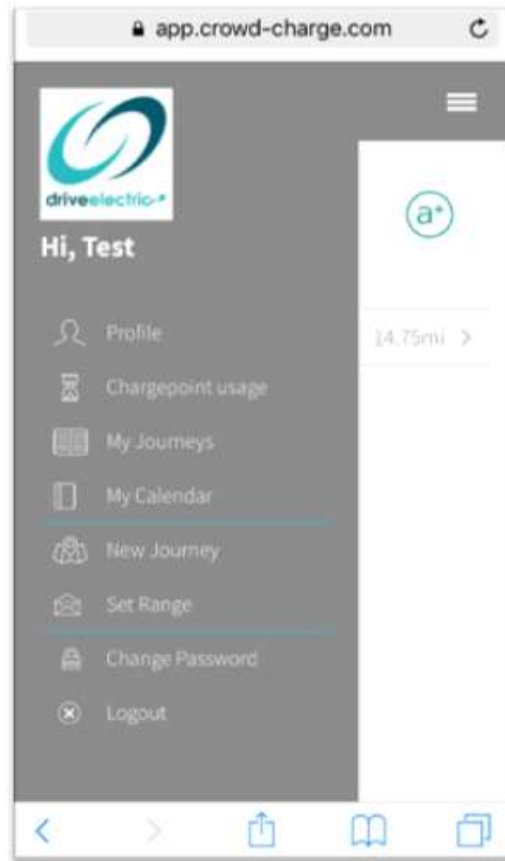 app.crowd-charge.com
driveelectric
Hi, Test
a+
Profile
14.75mi
Chargepoint usage
My Journeys
My Calendar
New Journey
Set Range
Change Password
Logout